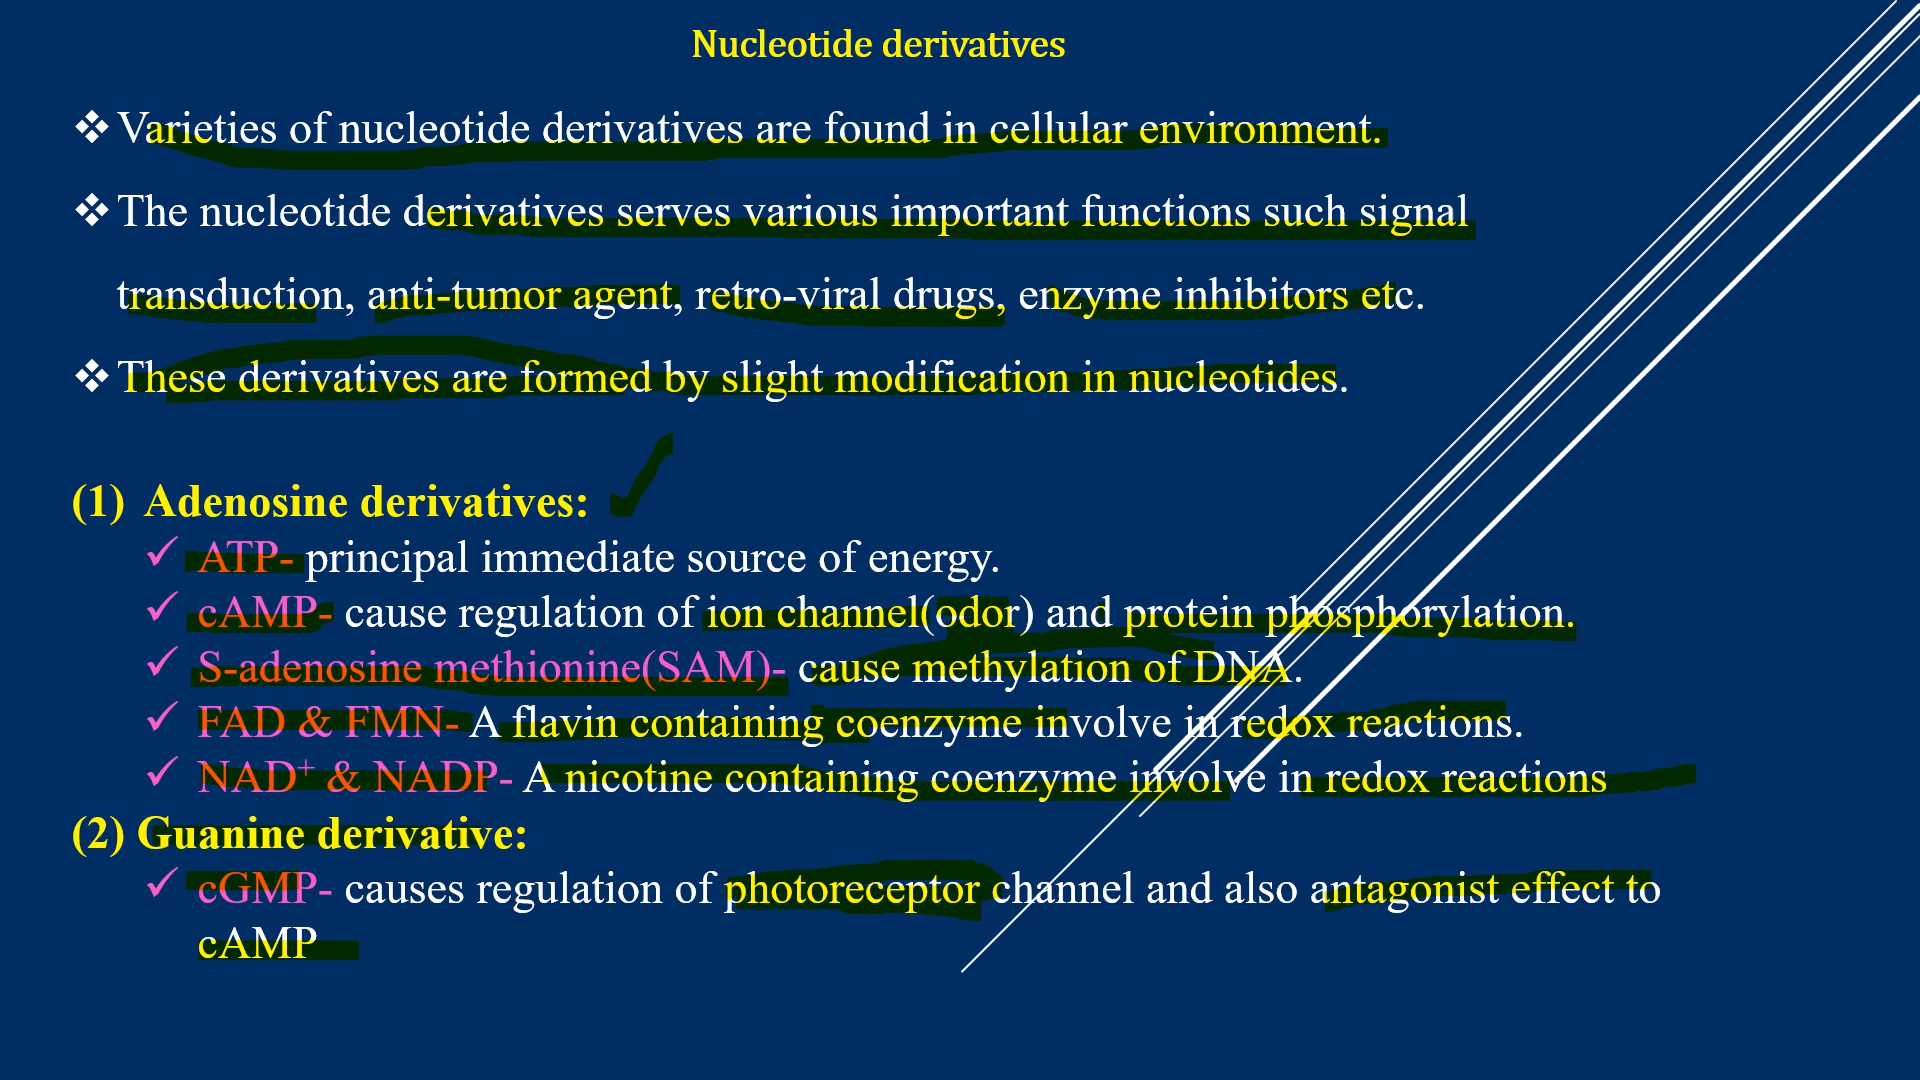 Nucleotide derivatives
❖ Varieties of nucleotide derivatives are found in cellular environment.
❖ The nucleotide derivatives serves various important functions such signal
transduction, anti-tumor agent, retro-viral drugs, enzyme inhibitors etc.
❖ These derivatives are formed by slight modification in nucleotides.
(1) Adenosine derivatives:
✓ ATP- principal immediate source of energy.
✓ cAMP- cause regulation of ion channel(odor) and protein phosphorylation.
✓ S-adenosine methionine(SAM)- cause methylation of DNA.
✓ FAD & FMN- A flavin containing coenzyme involve in redox reactions.
✓ NAD⁺ & NADP- A nicotine containing coenzyme involve in redox reactions
(2) Guanine derivative:
✓ cGMP- causes regulation of photoreceptor channel and also antagonist effect to
cAMP